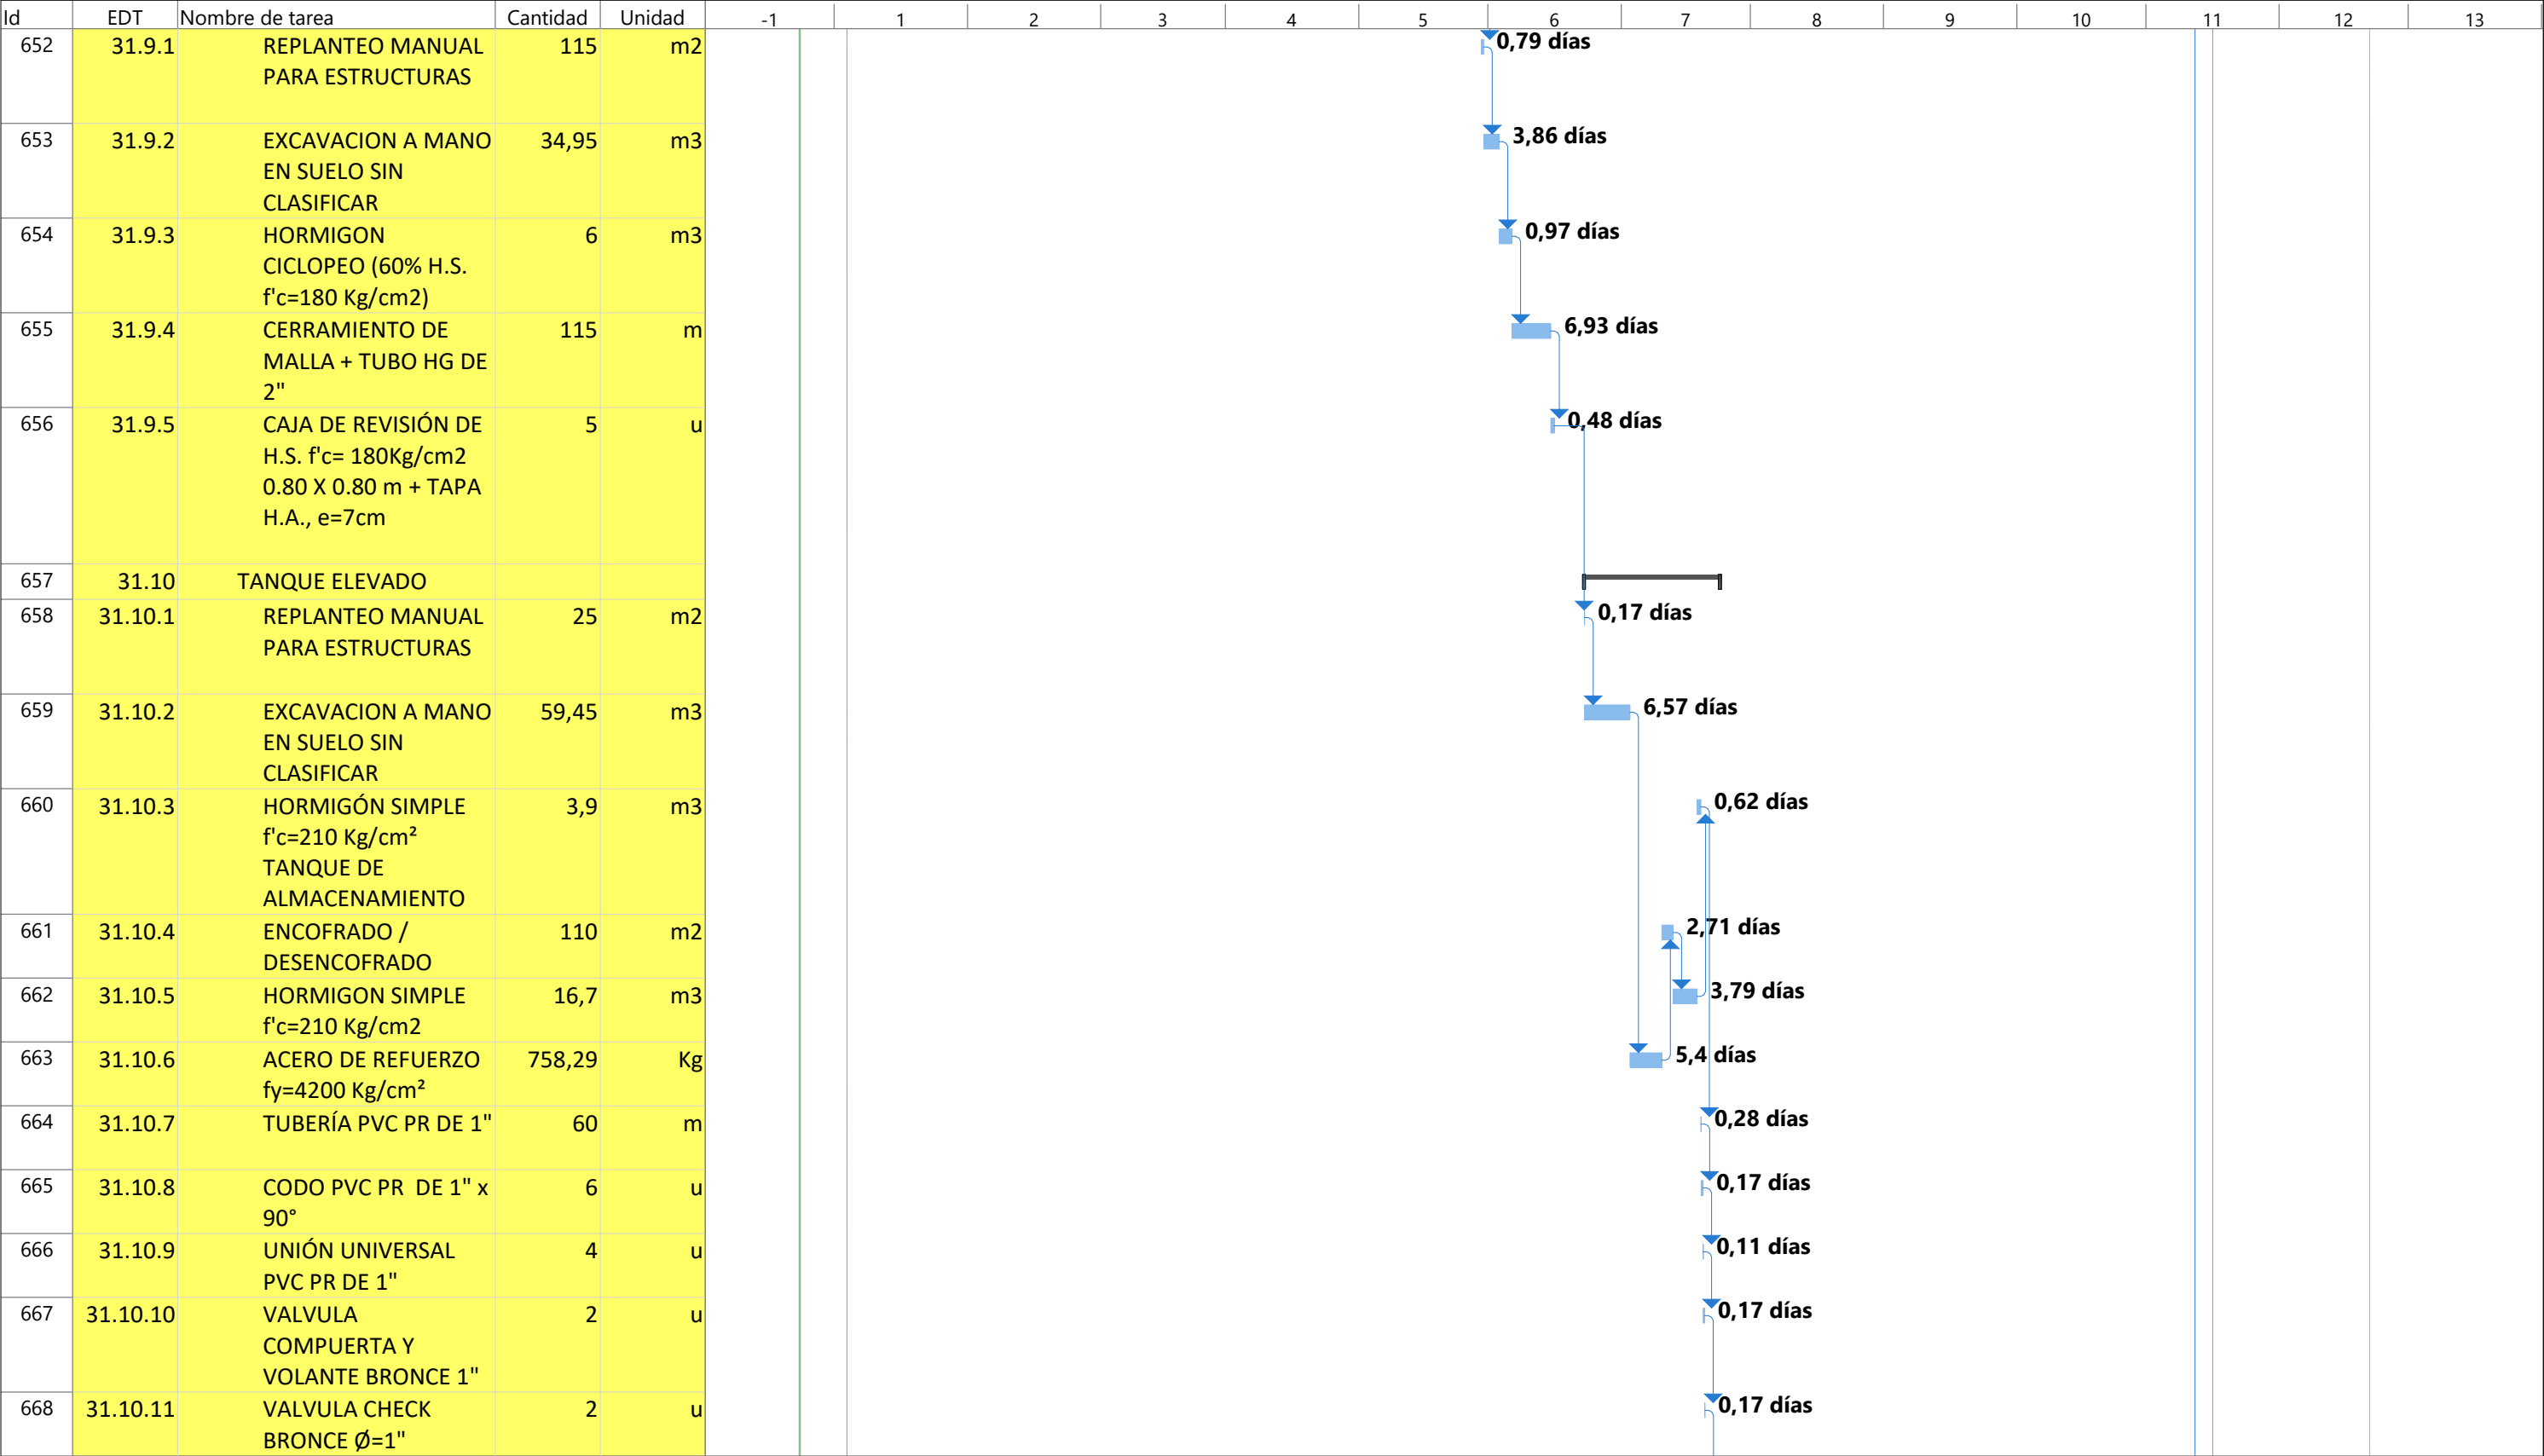 Id EDT Nombre de tarea Cantidad Unidad -1 1 2 3 4 5 6 7 8 9 10 11 12 13
652 31.9.1 REPLANTEO MANUAL 115 m2 0,79 días
PARA ESTRUCTURAS
653 31.9.2 EXCAVACION A MANO 34,95 m3 3,86 días
EN SUELO SIN
CLASIFICAR
654 31.9.3 HORMIGON 6 m3 0,97 días
CICLOPEO (60% H.S.
f'c=180 Kg/cm2)
655 31.9.4 CERRAMIENTO DE 115 m 6,93 días
MALLA + TUBO HG DE
2"
656 31.9.5 CAJA DE REVISIÓN DE 5 u 0,48 días
H.S. f'c= 180Kg/cm2
0.80 X 0.80 m + TAPA
H.A., e=7cm
657 31.10 TANQUE ELEVADO
658 31.10.1 REPLANTEO MANUAL 25 m2 0,17 días
PARA ESTRUCTURAS
659 31.10.2 EXCAVACION A MANO 59,45 m3 6,57 días
EN SUELO SIN
CLASIFICAR
660 31.10.3 HORMIGÓN SIMPLE 3,9 m3 0,62 días
f'c=210 Kg/cm²
TANQUE DE
ALMACENAMIENTO
661 31.10.4 ENCOFRADO / 110 m2 2,71 días
DESENCOFRADO
662 31.10.5 HORMIGON SIMPLE 16,7 m3 3,79 días
f'c=210 Kg/cm2
663 31.10.6 ACERO DE REFUERZO 758,29 Kg 5,4 días
fy=4200 Kg/cm²
664 31.10.7 TUBERÍA PVC PR DE 1" 60 m 0,28 días
665 31.10.8 CODO PVC PR  DE 1" x 6 u 0,17 días
90°
666 31.10.9 UNIÓN UNIVERSAL 4 u 0,11 días
PVC PR DE 1"
667 31.10.10 VALVULA 2 u 0,17 días
COMPUERTA Y
VOLANTE BRONCE 1"
668 31.10.11 VALVULA CHECK 2 u 0,17 días
BRONCE Ø=1"